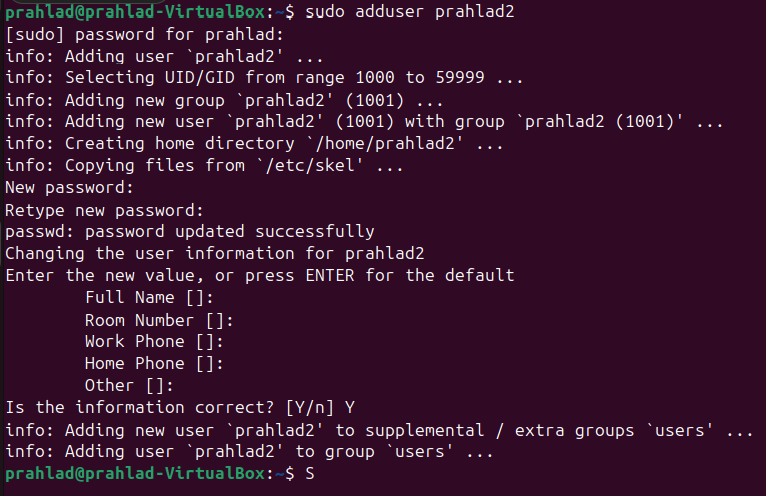 prahlad@prahlad-VirtualBox:~$ sudo adduser prahlad2
[sudo] password for prahlad:
info: Adding user `prahlad2' ...
info: Selecting UID/GID from range 1000 to 59999 ...
info: Adding new group `prahlad2' (1001) ...
info: Adding new user `prahlad2' (1001) with group `prahlad2 (1001)' ...
info: Creating home directory `/home/prahlad2' ...
info: Copying files from `/etc/skel' ...
New password:
Retype new password:
passwd: password updated successfully
Changing the user information for prahlad2
Enter the new value, or press ENTER for the default
        Full Name []:
        Room Number []:
        Work Phone []:
        Home Phone []:
        Other []:
Is the information correct? [Y/n] Y
info: Adding new user `prahlad2' to supplemental / extra groups `users' ...
info: Adding user `prahlad2' to group `users' ...
prahlad@prahlad-VirtualBox:~$ S